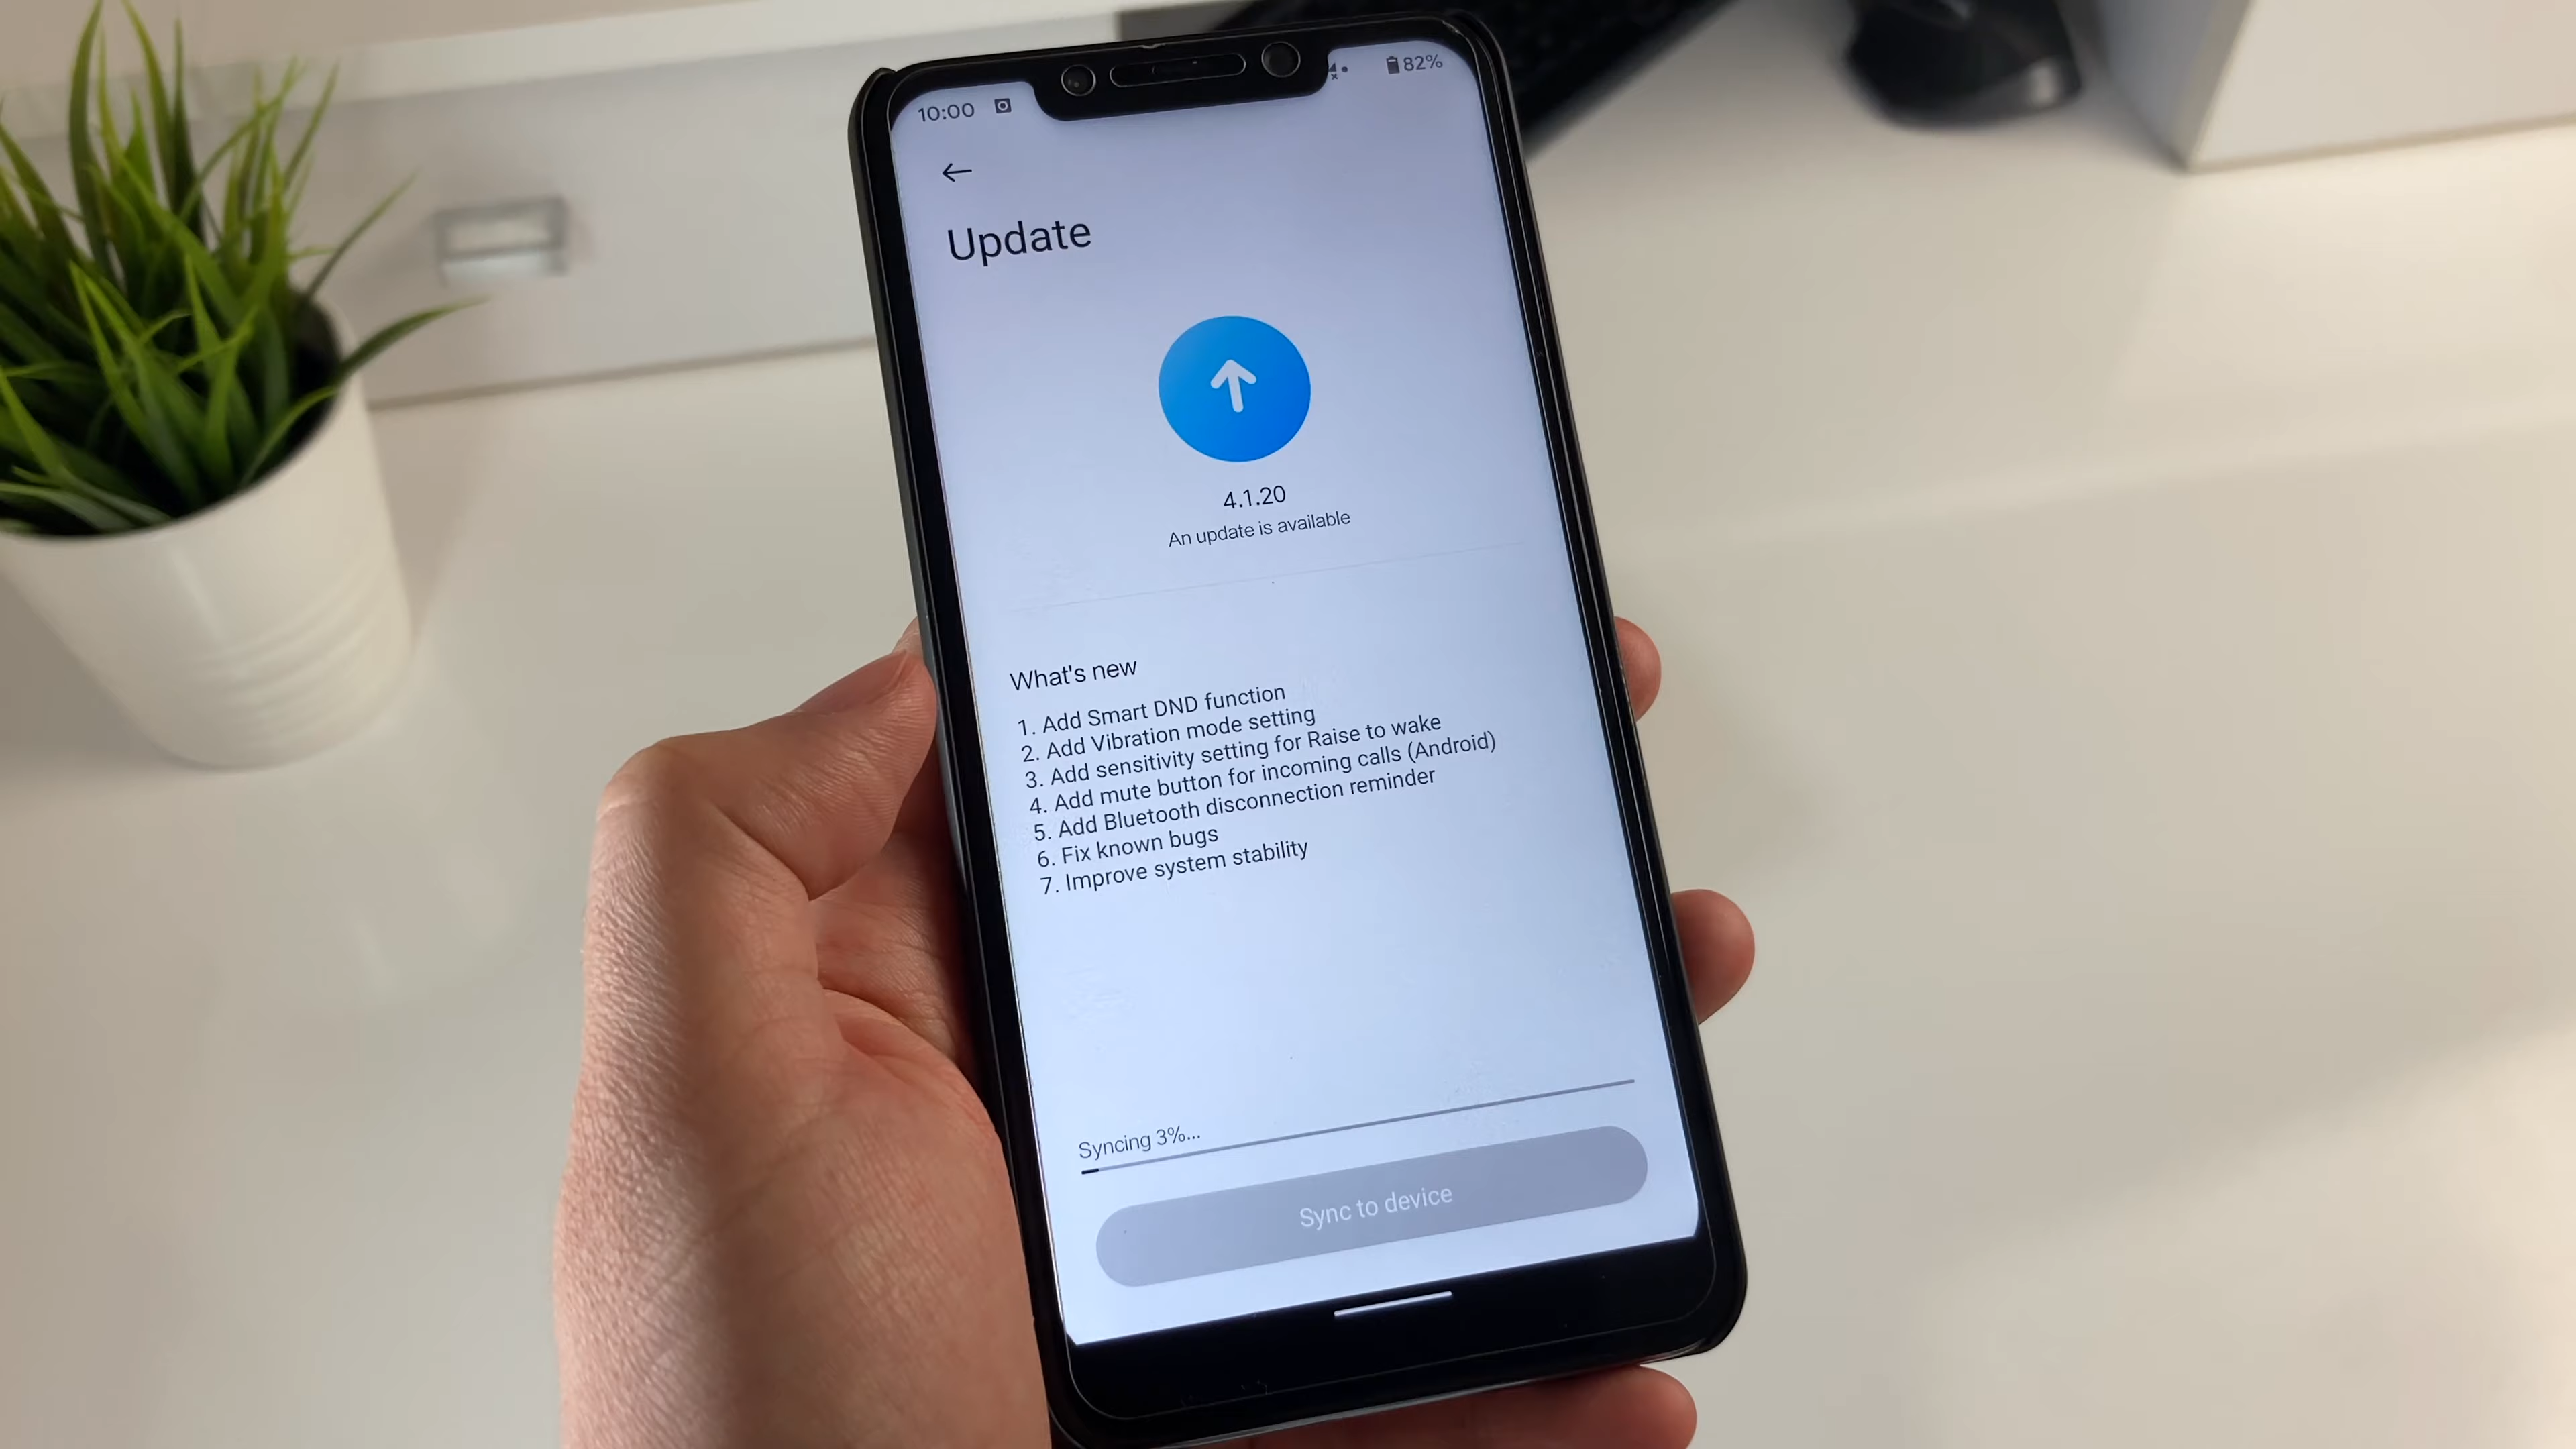 10:00
82%
Update
4.1.20
An update is available
What's new
1. Add Smart DND function
2. Add Vibration mode setting
3. Add sensitivity setting for Raise to wake
4. Add mute button for incoming calls (Android)
5. Add Bluetooth disconnection reminder
6. Fix known bugs
7. Improve system stability
Syncing 3%...
Sync to device